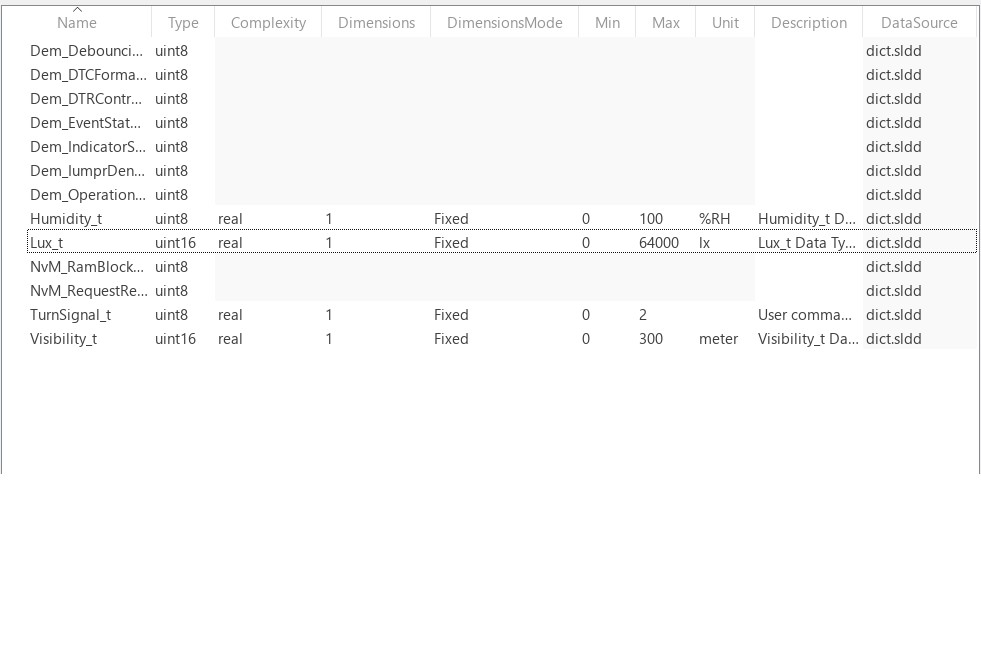 Name Type Complexity Dimensions DimensionsMode Min Max Unit Description DataSource
Dem_Debounci... uint8 dict.sldd
Dem_DTCForma... uint8 dict.sldd
Dem_DTRContr... uint8 dict.sldd
Dem_EventStat... uint8 dict.sldd
Dem_IndicatorS... uint8 dict.sldd
Dem_IumprDen... uint8 dict.sldd
Dem_Operation... uint8 dict.sldd
Humidity_t uint8 real 1 Fixed 0 100 %RH Humidity_t D... dict.sldd
Lux_t uint16 real 1 Fixed 0 64000 lx Lux_t Data Ty... dict.sldd
NvM_RamBlock... uint8 dict.sldd
NvM_RequestRe... uint8 dict.sldd
TurnSignal_t uint8 real 1 Fixed 0 2 User comma... dict.sldd
Visibility_t uint16 real 1 Fixed 0 300 meter Visibility_t Da... dict.sldd